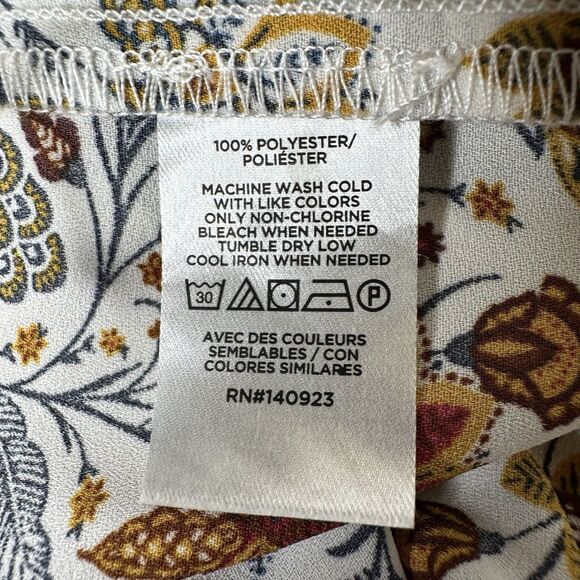 100% POLYESTER/
POLIÉSTER
MACHINE WASH COLD
WITH LIKE COLORS
ONLY NON-CHLORINE
BLEACH WHEN NEEDED
TUMBLE DRY LOW
COOL IRON WHEN NEEDED
30 P
AVEC DES COULEURS
SEMBLABLES / CON
COLORES SIMILARES
RN#140923